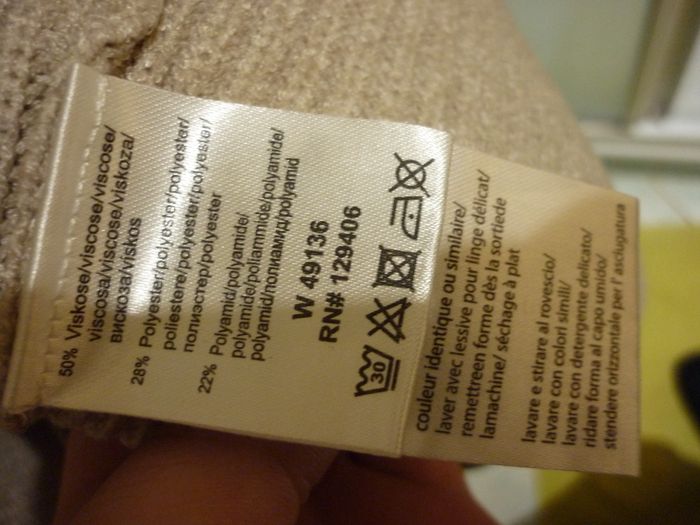 50% Viskose/viscose/viscose/
viscosa/viscose/viskoza/
вискоза/viskos
28% Polyester/polyester/polyester/
poliestere/polyester/polyester/
полиэстер/polyester
22% Polyamid/polyamide/
polyamide/poliammide/polyamide/
polyamid/полиамид/polyamid
W 49136
RN# 129406
30
couleur identique ou similaire/
laver avec lessive pour linge délicat/
remettreen forme dès la sortiede
lamachine/ séchage à plat
lavare e stirare al rovescio/
lavare con colori simili/
lavare con detergente delicato/
ridare forma al capo umido/
stendere orizzontale per l'asciugatura